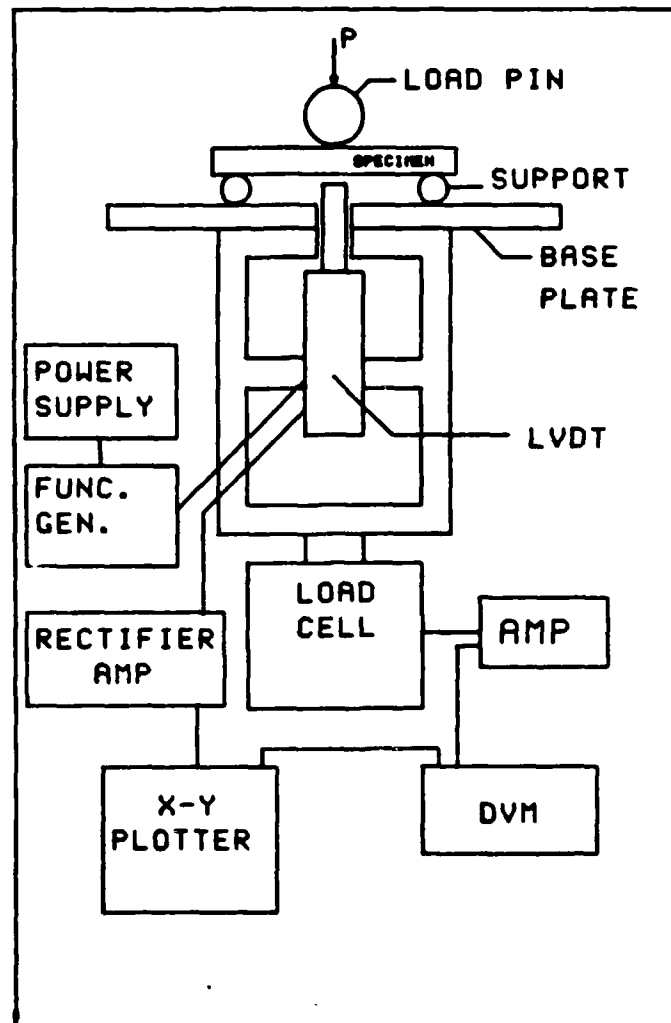 P
LOAD PIN
SPECIMEN
SUPPORT
BASE
PLATE
POWER
SUPPLY
LVDT
FUNC.
GEN.
LOAD
CELL
AMP
RECTIFIER
AMP
X-Y
PLOTTER
DVM